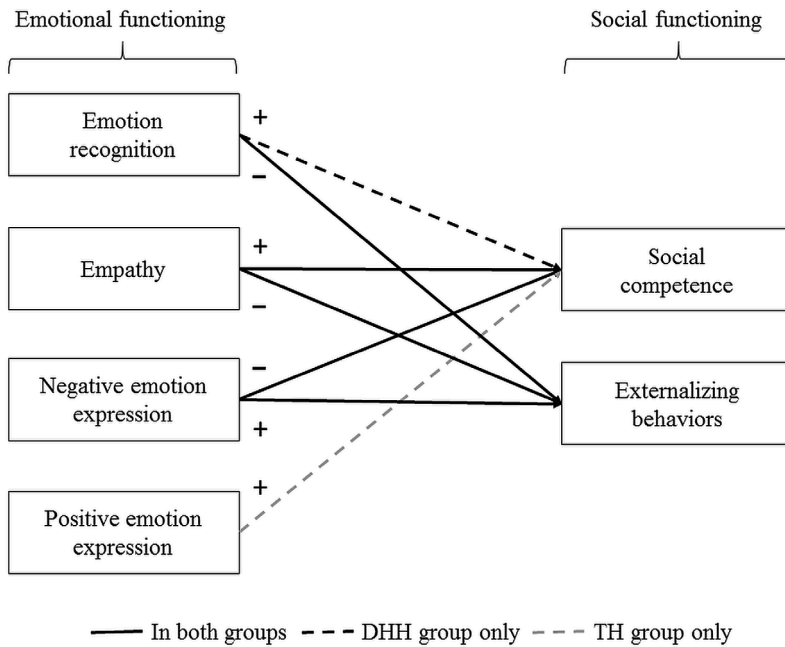 Emotional functioning
Social functioning
Emotion
recognition
+
−
Empathy
+
−
Negative emotion
expression
−
+
Positive emotion
expression
+
Social
competence
Externalizing
behaviors
In both groups
DHH group only
TH group only